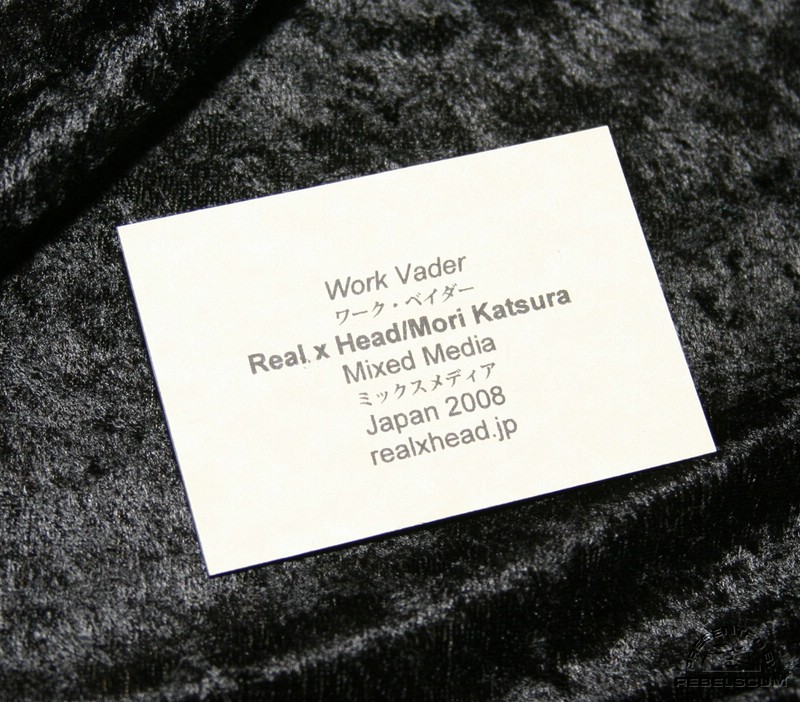 Work Vader
ワーク・ベイダー
Real x Head/Mori Katsura
Mixed Media
ミックスメディア
Japan 2008
realxhead.jp
REBELSCUM